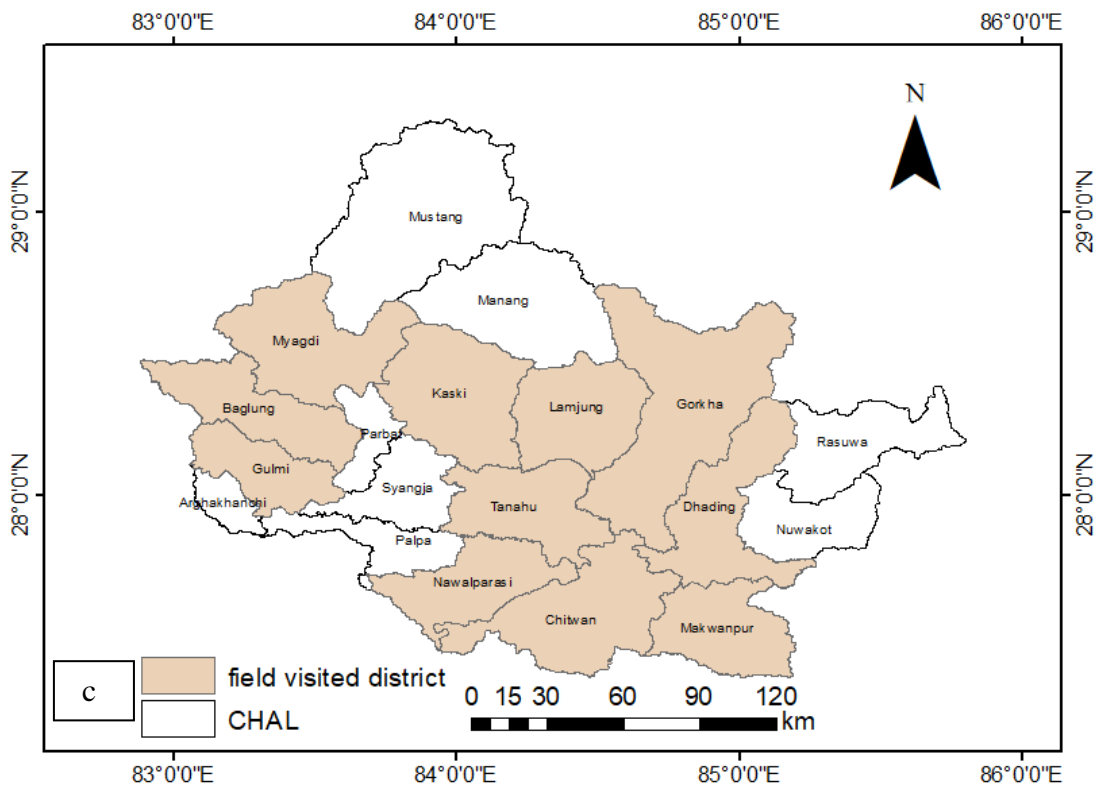 83°0'0"E 84°0'0"E 85°0'0"E 86°0'0"E
N
29°0'0"N 29°0'0"N
Mustang
Manang
Myagdi
Kaski
Baglung Lamjung Gorkha
Parbat Rasuwa
Gulmi
Syangja
Arghakhanchi 28°0'0"N 28°0'0"N
Tanahu Dhading
Nuwakot
Palpa
Nawalparasi
Chitwan
Makwanpur
c
field visited district
CHAL
0 15 30 60 90 120
km
83°0'0"E 84°0'0"E 85°0'0"E 86°0'0"E